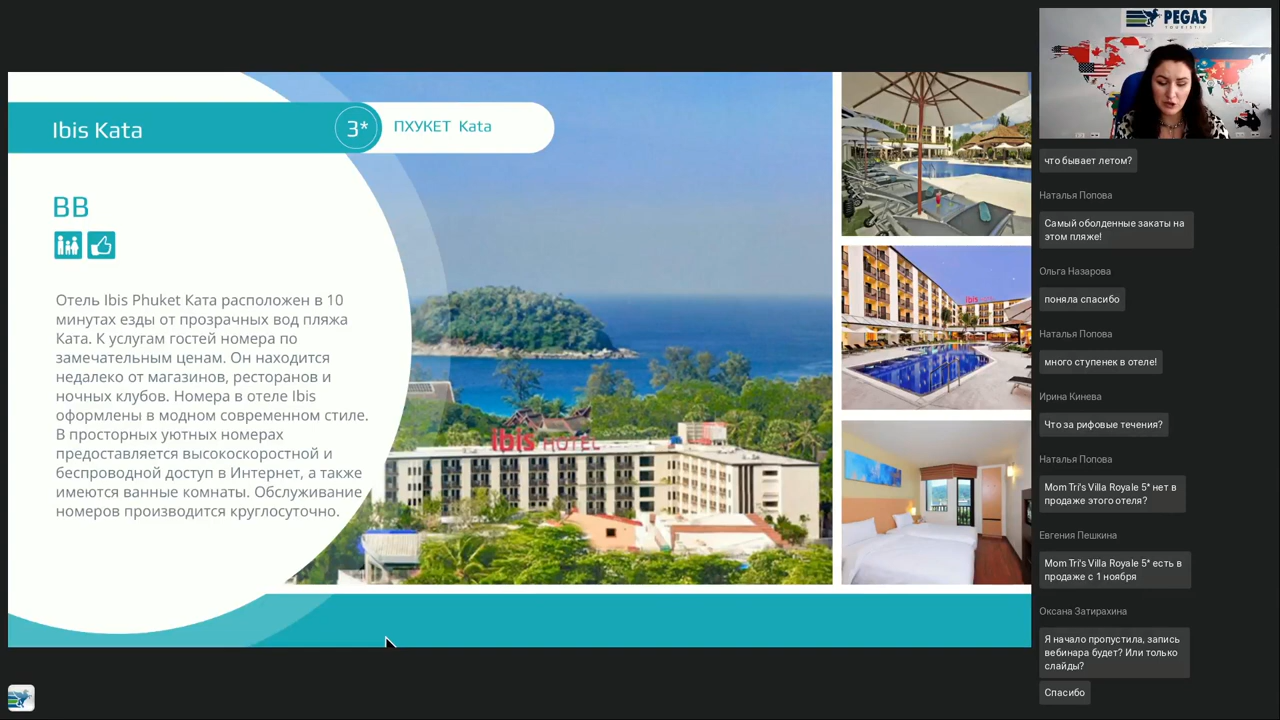 Ibis Kata
3*
ПХУКЕТ Kata
BB
Отель Ibis Phuket Ката расположен в 10
минутах езды от прозрачных вод пляжа
Ката. К услугам гостей номера по
замечательным ценам. Он находится
недалеко от магазинов, ресторанов и
ночных клубов. Номера в отеле Ibis
оформлены в модном современном стиле.
В просторных уютных номерах
предоставляется высокоскоростной и
беспроводной доступ в Интернет, а также
имеются ванные комнаты. Обслуживание
номеров производится круглосуточно.
ibis HOTEL
ibis
PEGAS
TOURISTIK
что бывает летом?
Наталья Попова
Самый оболденные закаты на
этом пляже!
Ольга Назарова
поняла спасибо
Наталья Попова
много ступенек в отеле!
Ирина Кинева
Что за рифовые течения?
Наталья Попова
Mom Tri's Villa Royale 5* нет в
продаже этого отеля?
Евгения Пешкина
Mom Tri's Villa Royale 5* есть в
продаже с 1 ноября
Оксана Затирахина
Я начало пропустила, запись
вебинара будет? Или только
слайды?
Спасибо